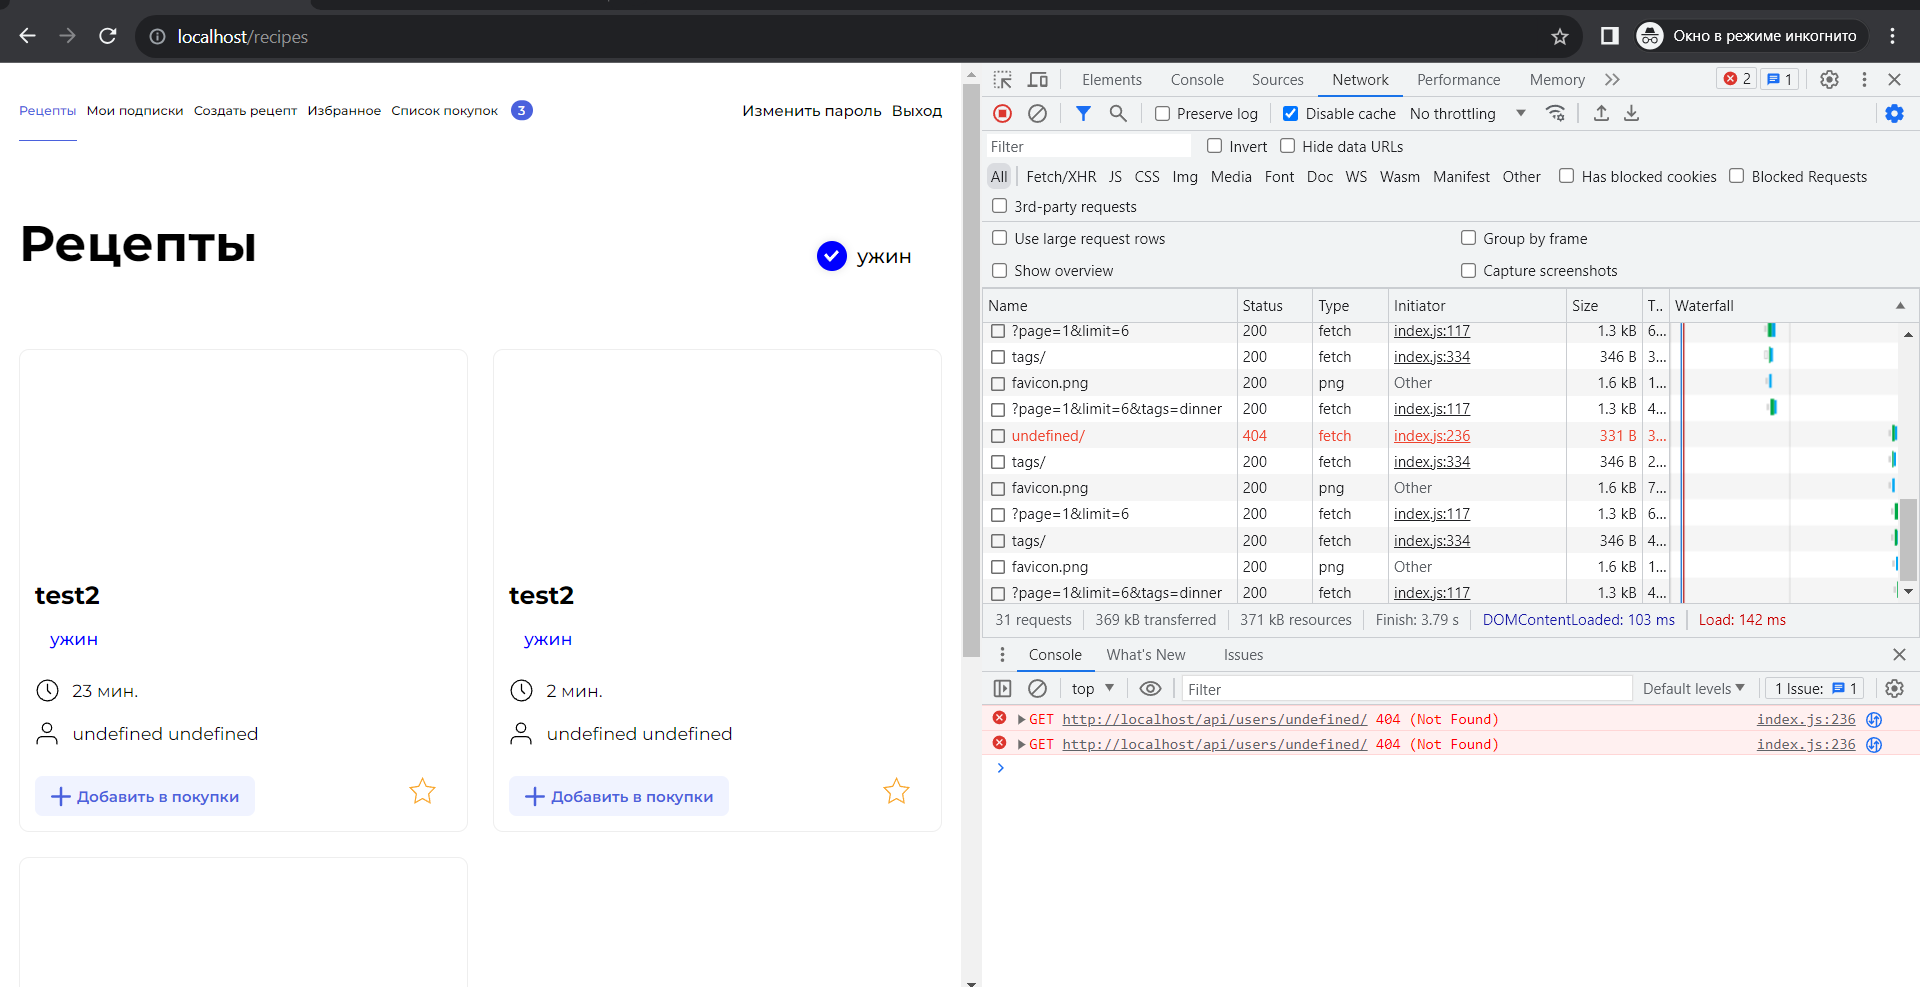 localhost/recipes
Окно в режиме инкогнито
Рецепты Мои подписки Создать рецепт Избранное Список покупок 3 Изменить пароль Выход
Рецепты
ужин
test2
ужин
23 мин.
undefined undefined
Добавить в покупки
test2
ужин
2 мин.
undefined undefined
Добавить в покупки
Elements Console Sources Network Performance Memory 2 1
Preserve log Disable cache No throttling
Filter Invert Hide data URLs
All Fetch/XHR JS CSS Img Media Font Doc WS Wasm Manifest Other Has blocked cookies Blocked Requests
3rd-party requests
Use large request rows Group by frame
Show overview Capture screenshots
Name Status Type Initiator Size T.. Waterfall
?page=1&limit=6 200 fetch index.js:117 1.3 kB 6...
tags/ 200 fetch index.js:334 346 B 3...
favicon.png 200 png Other 1.6 kB 1...
?page=1&limit=6&tags=dinner 200 fetch index.js:117 1.3 kB 4...
undefined/ 404 fetch index.js:236 331 B 3...
tags/ 200 fetch index.js:334 346 B 2...
favicon.png 200 png Other 1.6 kB 7...
?page=1&limit=6 200 fetch index.js:117 1.3 kB 6...
tags/ 200 fetch index.js:334 346 B 4...
favicon.png 200 png Other 1.6 kB 1...
?page=1&limit=6&tags=dinner 200 fetch index.js:117 1.3 kB 4...
31 requests 369 kB transferred 371 kB resources Finish: 3.79 s DOMContentLoaded: 103 ms Load: 142 ms
Console What's New Issues
top Filter Default levels 1 Issue: 1
GET http://localhost/api/users/undefined/ 404 (Not Found) index.js:236
GET http://localhost/api/users/undefined/ 404 (Not Found) index.js:236